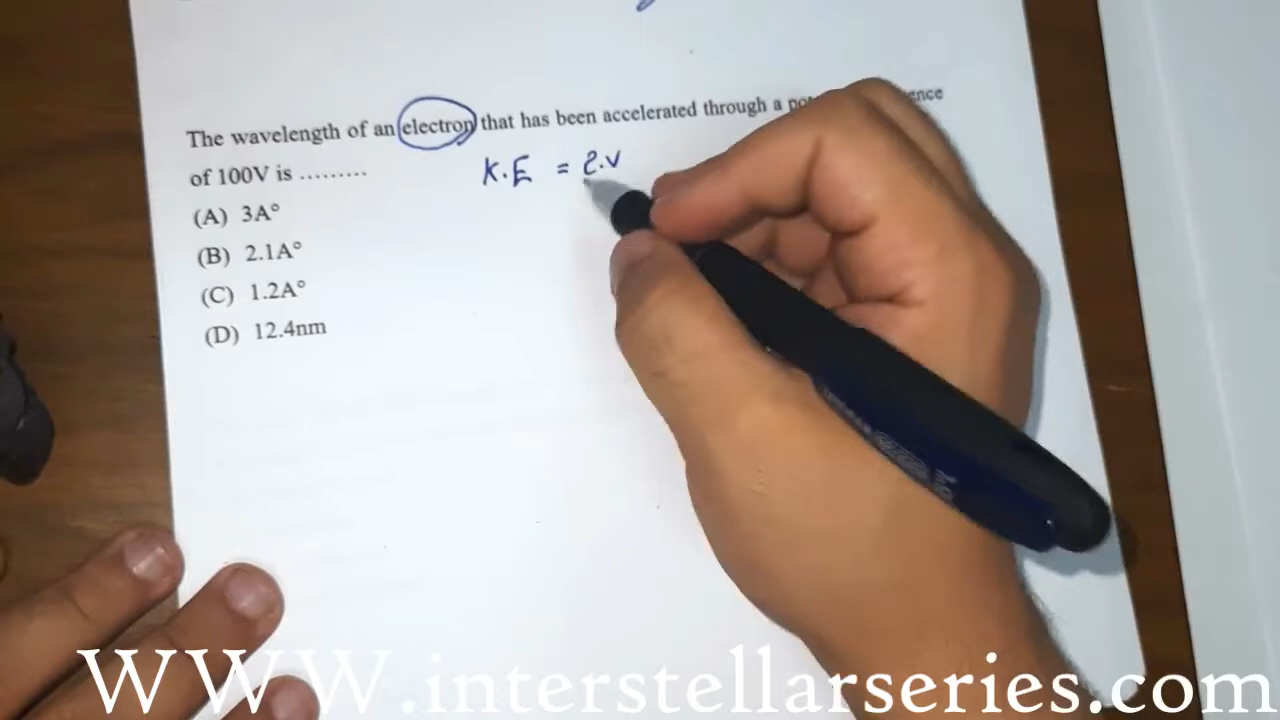 The wavelength of an electron that has been accelerated through a
of 100V is .........
K.E = e.v
(A) 3A°
(B) 2.1A°
(C) 1.2A°
(D) 12.4nm
WWW.interstellarseries.com